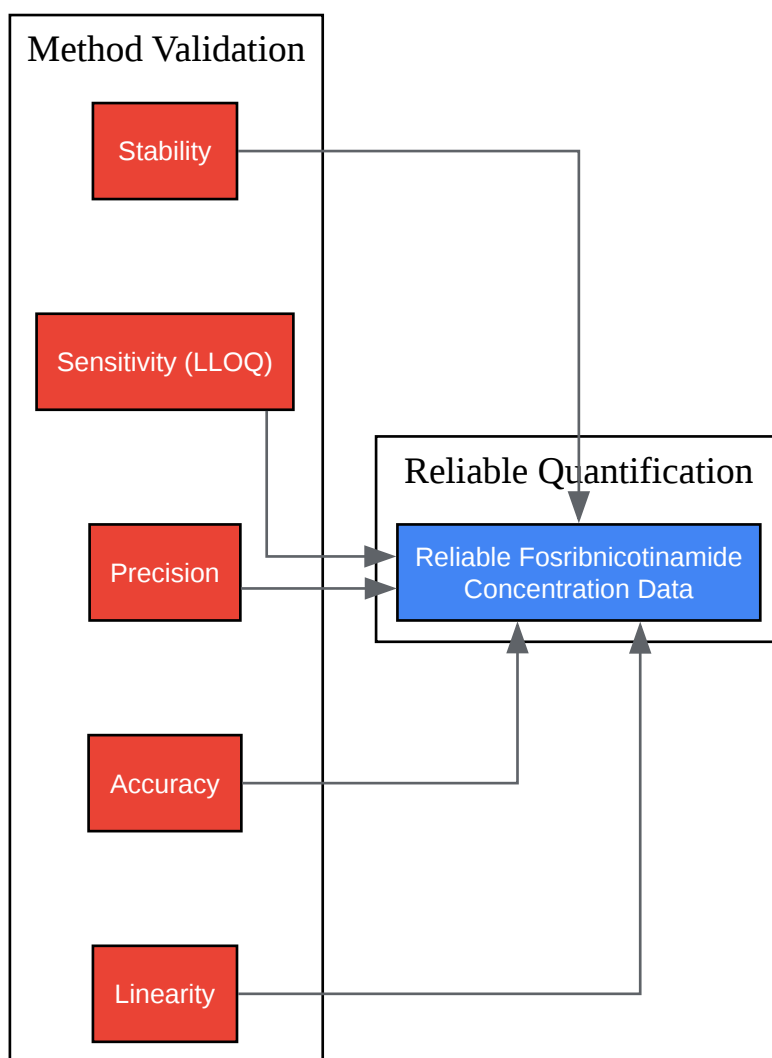 Method Validation
Stability
Sensitivity (LLOQ)
Reliable Quantification
Reliable Fosribnicotinamide
Concentration Data
Precision
Accuracy
Linearity